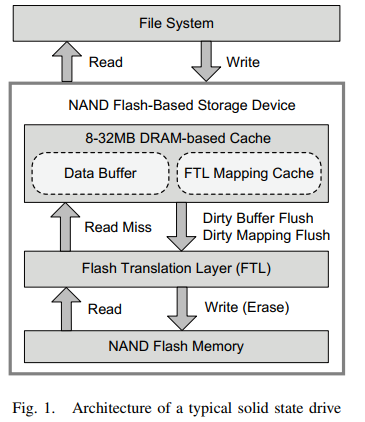 File System
Read
Write
NAND Flash-Based Storage Device
8-32MB DRAM-based Cache
Data Buffer
FTL Mapping Cache
Read Miss
Dirty Buffer Flush
Dirty Mapping Flush
Flash Translation Layer (FTL)
Read
Write (Erase)
NAND Flash Memory
Fig. 1. Architecture of a typical solid state drive